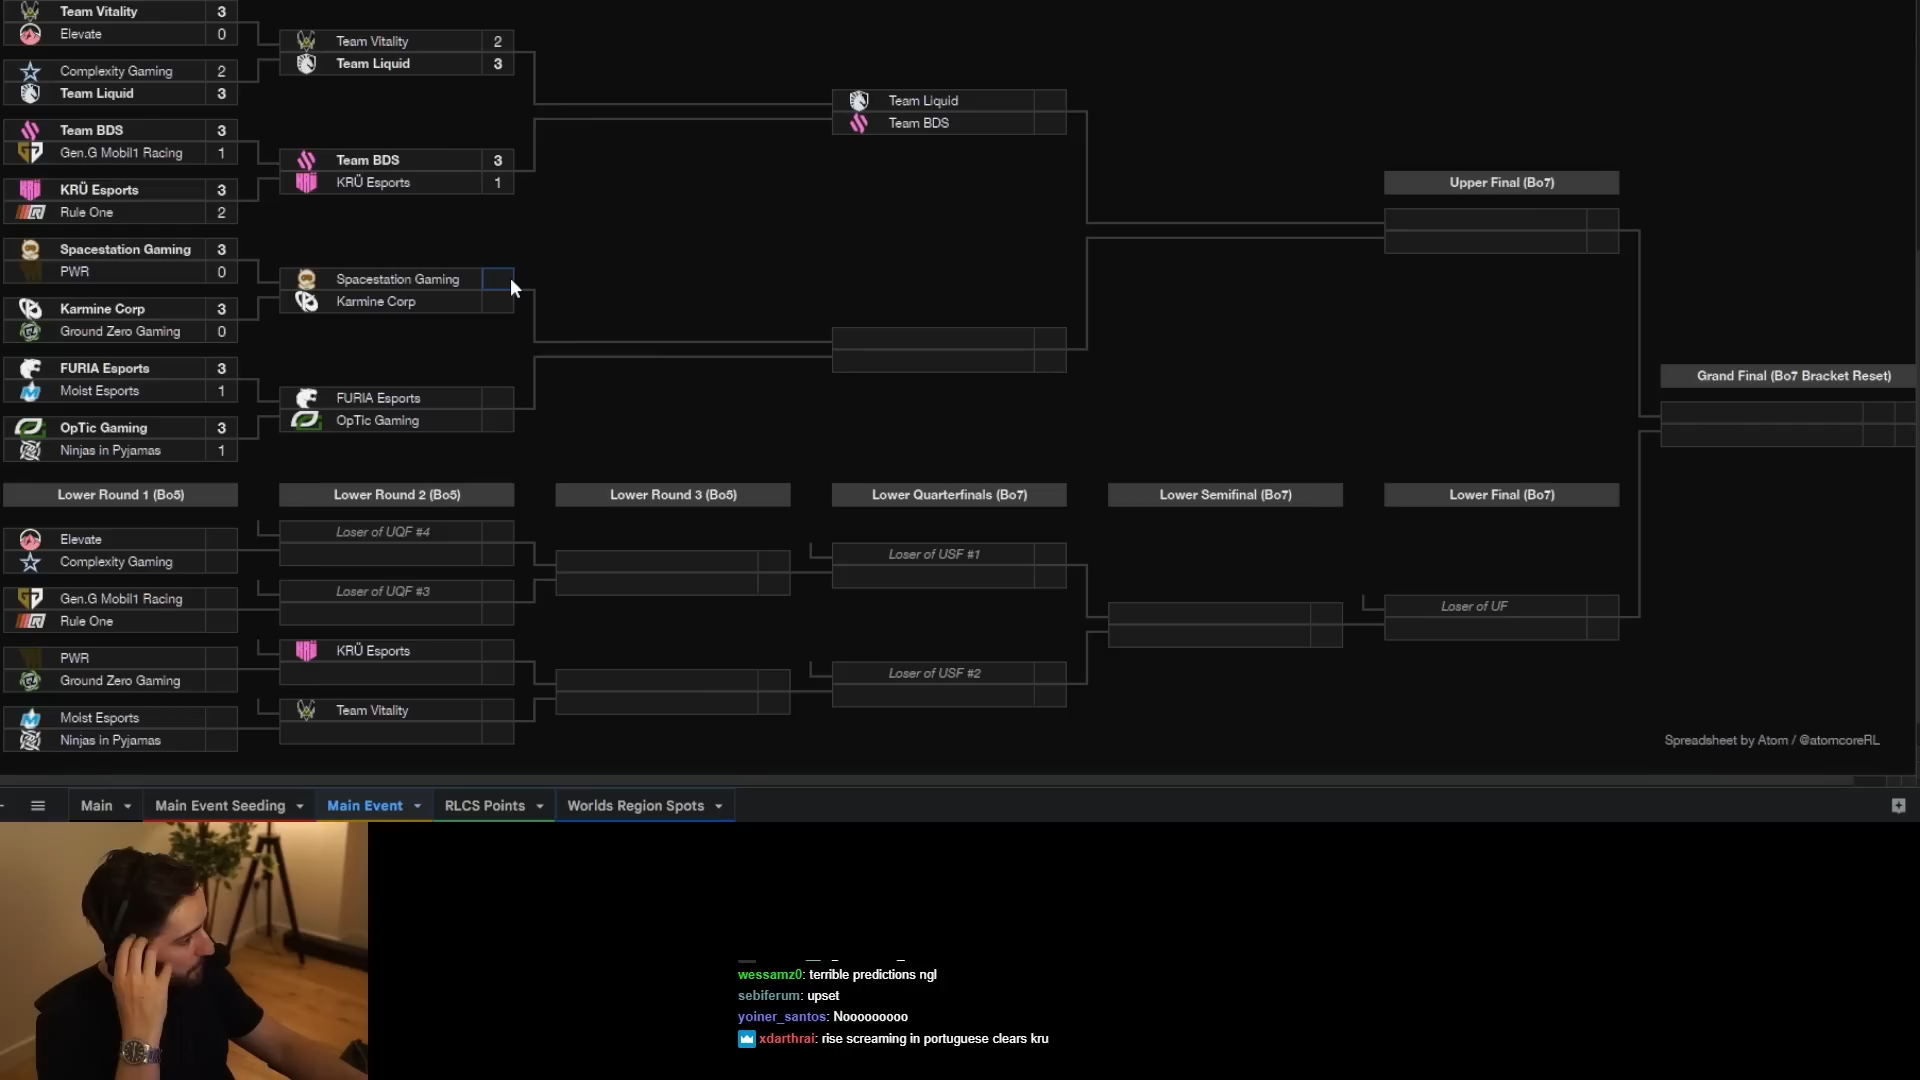 Team Vitality 3
Elevate 0
Complexity Gaming 2
Team Liquid 3
Team BDS 3
Gen.G Mobil1 Racing 1
KRÜ Esports 3
Rule One 2
Spacestation Gaming 3
PWR 0
Karmine Corp 3
Ground Zero Gaming 0
FURIA Esports 3
Moist Esports 1
OpTic Gaming 3
Ninjas in Pyjamas 1
Team Vitality 2
Team Liquid 3
Team BDS 3
KRÜ Esports 1
Spacestation Gaming
Karmine Corp
FURIA Esports
OpTic Gaming
Team Liquid
Team BDS
Upper Final (Bo7)
Grand Final (Bo7 Bracket Reset)
Lower Round 1 (Bo5)
Elevate
Complexity Gaming
Gen.G Mobil1 Racing
Rule One
PWR
Ground Zero Gaming
Moist Esports
Ninjas in Pyjamas
Lower Round 2 (Bo5)
Loser of UQF #4
Loser of UQF #3
KRÜ Esports
Team Vitality
Lower Round 3 (Bo5)
Lower Quarterfinals (Bo7)
Loser of USF #1
Loser of USF #2
Lower Semifinal (Bo7)
Lower Final (Bo7)
Loser of UF
Spreadsheet by Atom / @atomcoreRL
Main
Main Event Seeding
Main Event
RLCS Points
Worlds Region Spots
wessamz0: terrible predictions ngl
sebiferum: upset
yoiner_santos: Nooooooooo
xdarthrai: rise screaming in portuguese clears kru